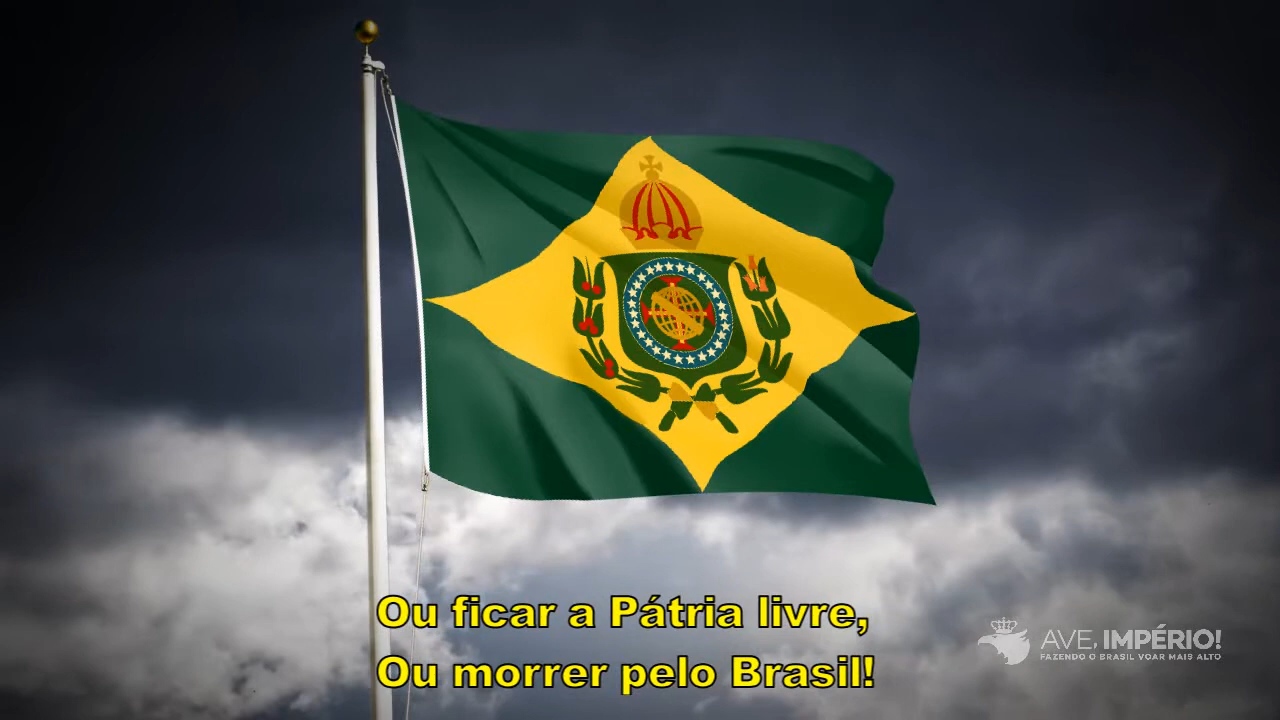 Ou ficar a Pátria livre,
Ou morrer pelo Brasil!
AVE, IMPÉRIO!
FAZENDO O BRASIL VOAR MAIS ALTO